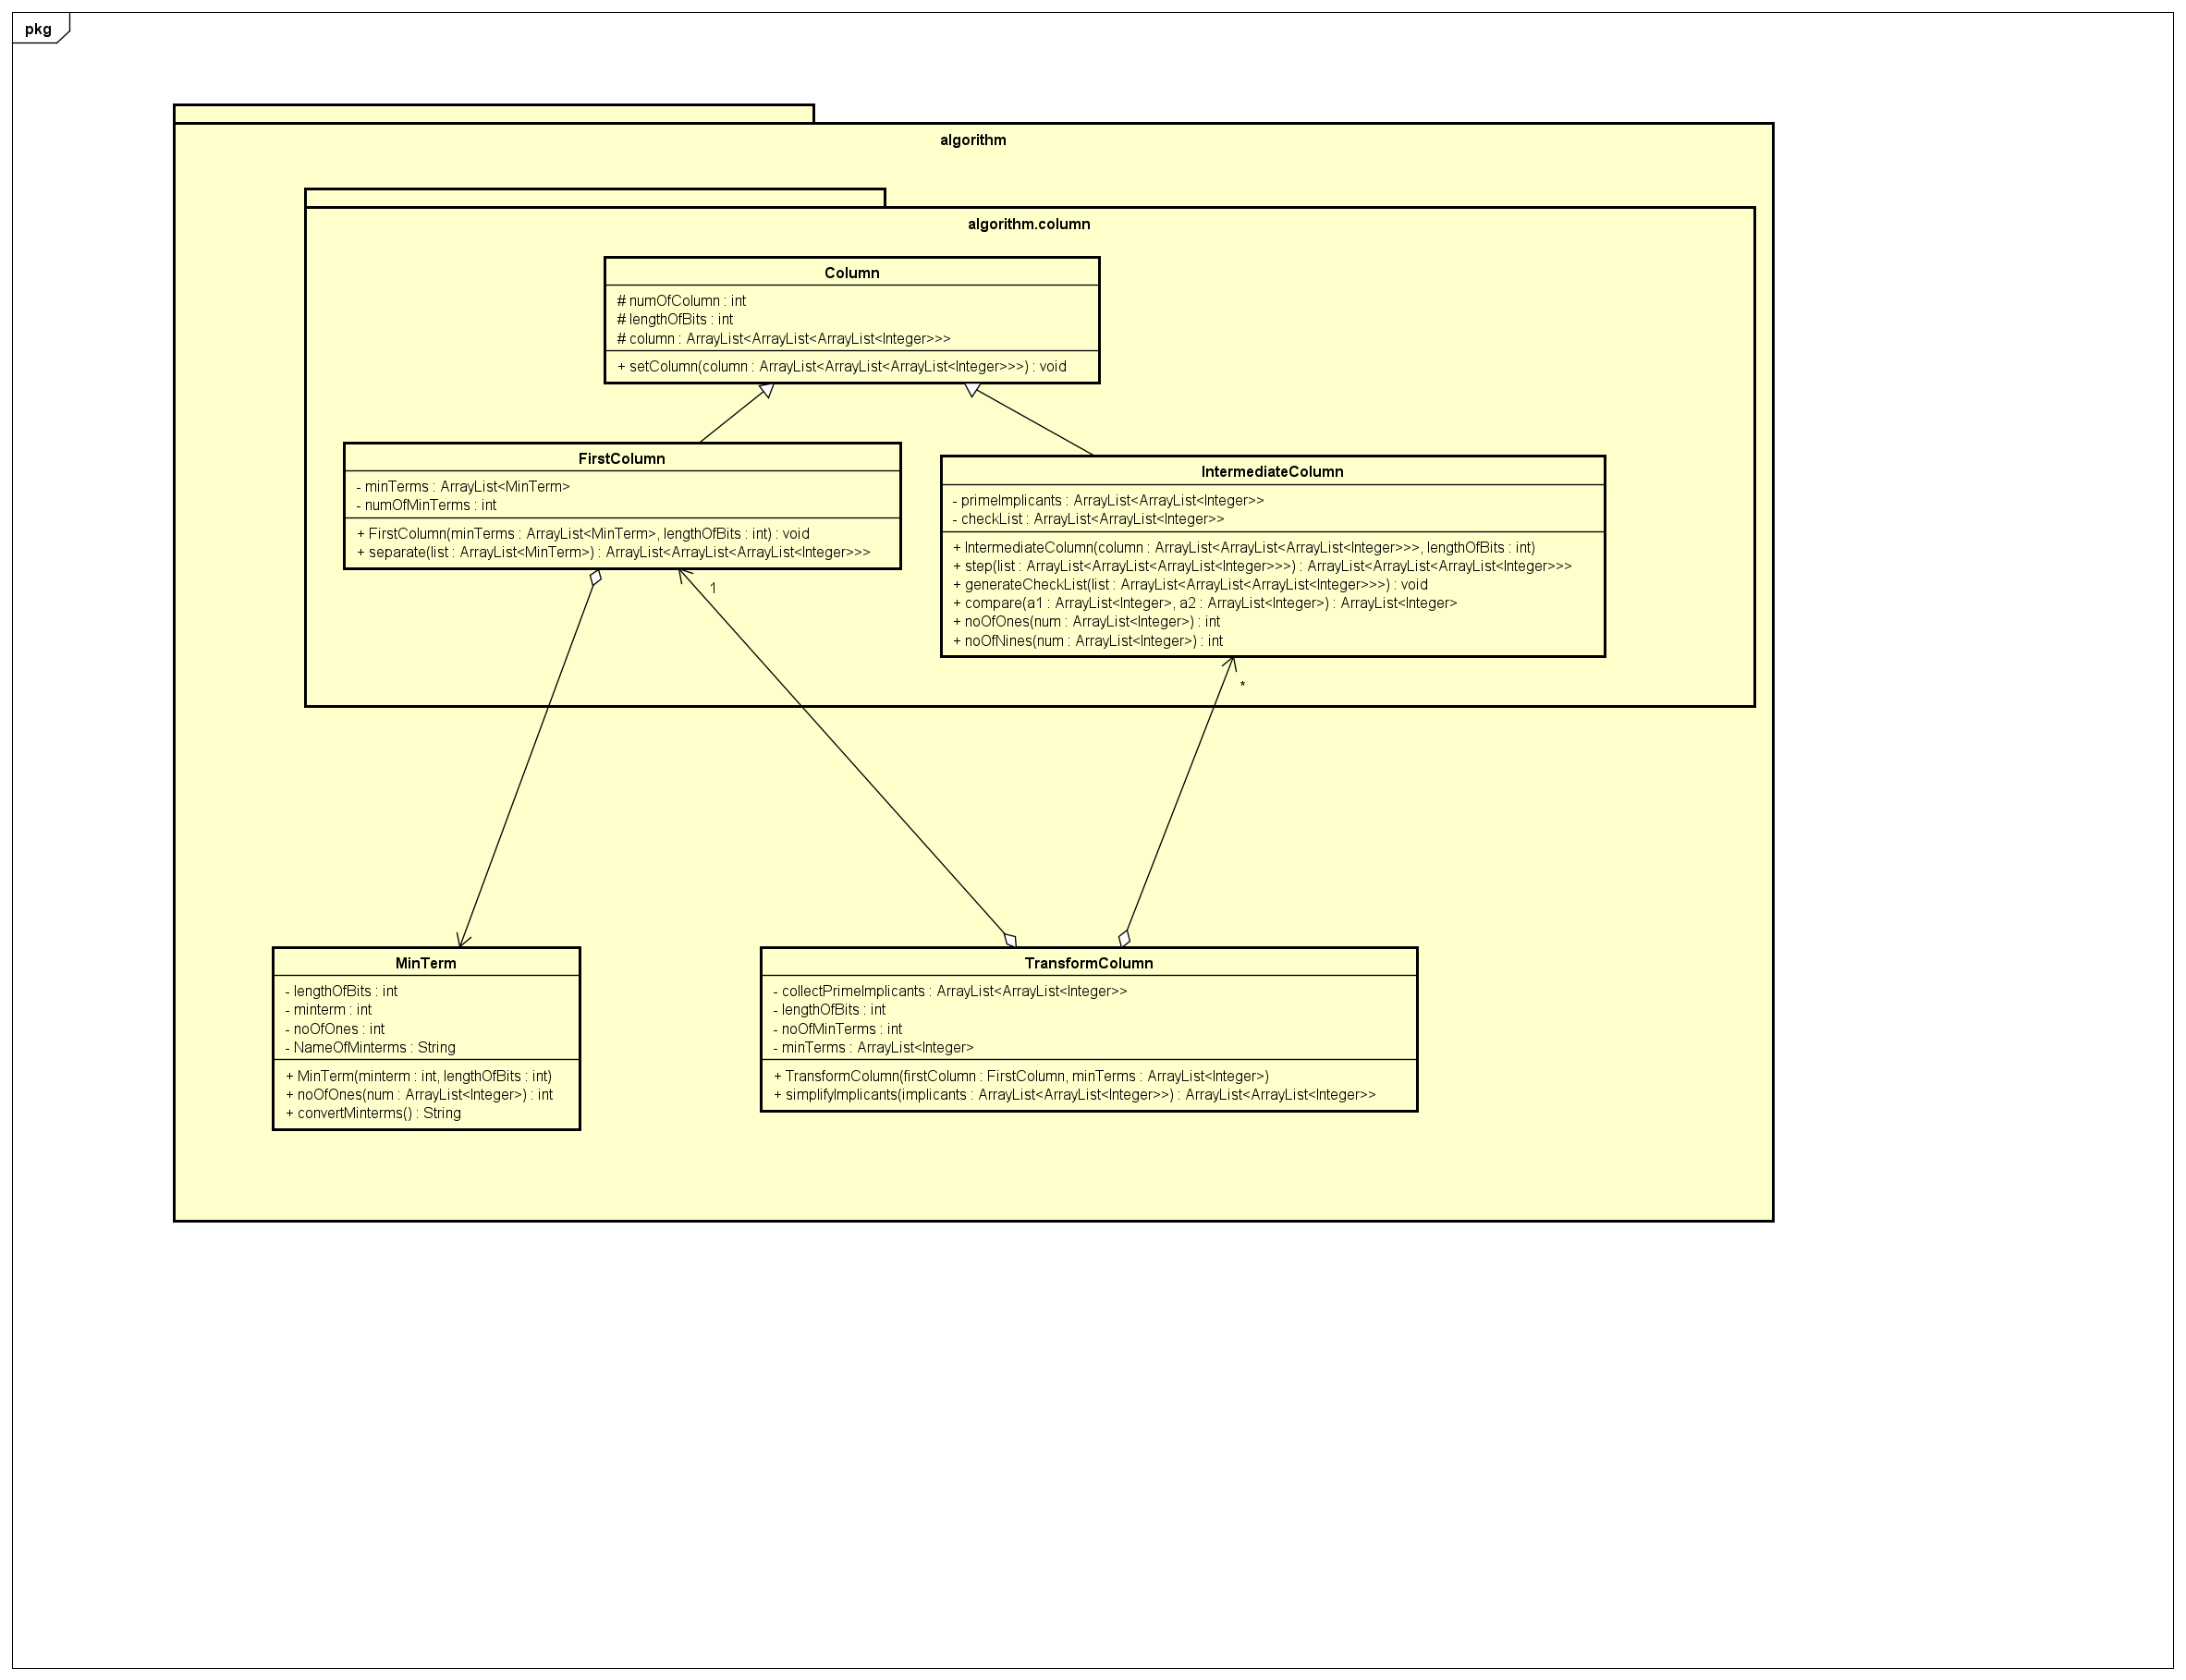 pkg
algorithm
algorithm.column
Column
# numOfColumn : int
# lengthOfBits : int
# column : ArrayList<ArrayList<ArrayList<Integer>>>
+ setColumn(column : ArrayList<ArrayList<ArrayList<Integer>>>) : void
FirstColumn
- minTerms : ArrayList<MinTerm>
- numOfMinTerms : int
+ FirstColumn(minTerms : ArrayList<MinTerm>, lengthOfBits : int) : void
+ separate(list : ArrayList<MinTerm>) : ArrayList<ArrayList<ArrayList<Integer>>>
IntermediateColumn
- primeImplicants : ArrayList<ArrayList<Integer>>
- checkList : ArrayList<ArrayList<Integer>>
+ IntermediateColumn(column : ArrayList<ArrayList<ArrayList<Integer>>>, lengthOfBits : int)
+ step(list : ArrayList<ArrayList<ArrayList<Integer>>>) : ArrayList<ArrayList<ArrayList<Integer>>>
+ generateCheckList(list : ArrayList<ArrayList<ArrayList<Integer>>>) : void
+ compare(a1 : ArrayList<Integer>, a2 : ArrayList<Integer>) : ArrayList<Integer>
+ noOfOnes(num : ArrayList<Integer>) : int
+ noOfNines(num : ArrayList<Integer>) : int
1
*
MinTerm
- lengthOfBits : int
- minterm : int
- noOfOnes : int
- NameOfMinterms : String
+ MinTerm(minterm : int, lengthOfBits : int)
+ noOfOnes(num : ArrayList<Integer>) : int
+ convertMinterms() : String
TransformColumn
- collectPrimeImplicants : ArrayList<ArrayList<Integer>>
- lengthOfBits : int
- noOfMinTerms : int
- minTerms : ArrayList<Integer>
+ TransformColumn(firstColumn : FirstColumn, minTerms : ArrayList<Integer>)
+ simplifyImplicants(implicants : ArrayList<ArrayList<Integer>>) : ArrayList<ArrayList<Integer>>